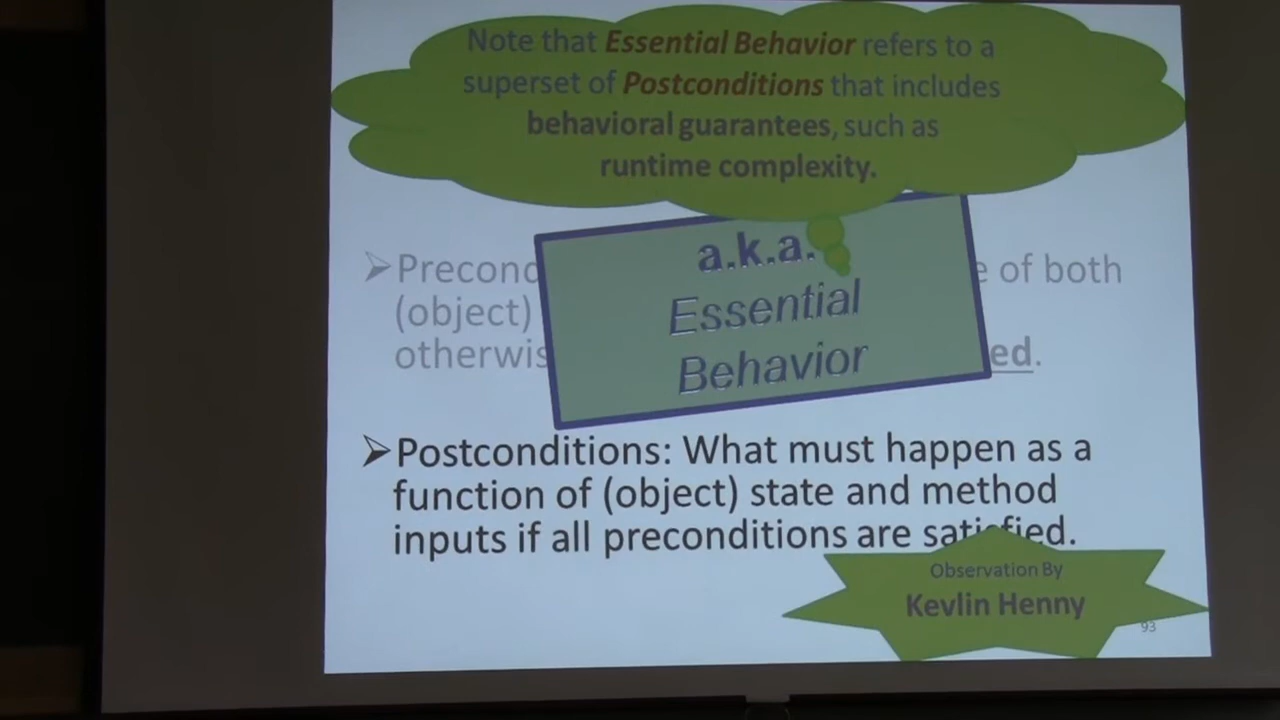 Note that Essential Behavior refers to a
superset of Postconditions that includes
behavioral guarantees, such as
runtime complexity.
a.k.a.
Essential
Behavior
➢Precond e of both
(object)
otherwis ed.
➢Postconditions: What must happen as a
function of (object) state and method
inputs if all preconditions are satisfied.
Observation By
Kevlin Henny
93